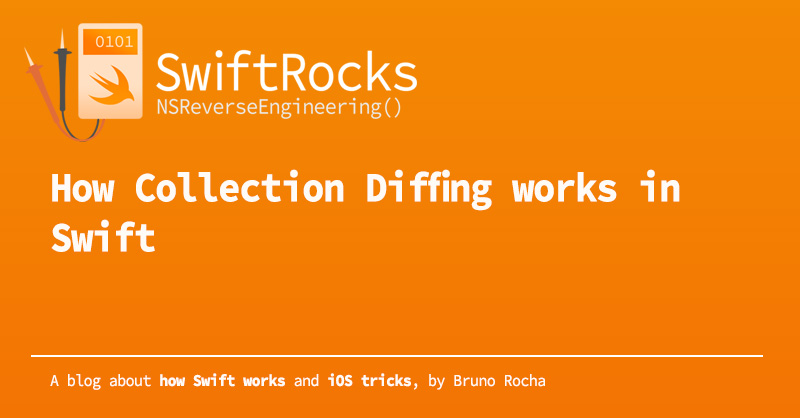 0101
SwiftRocks
NSReverseEngineering()
How Collection Diffing works in
Swift
A blog about how Swift works and iOS tricks, by Bruno Rocha